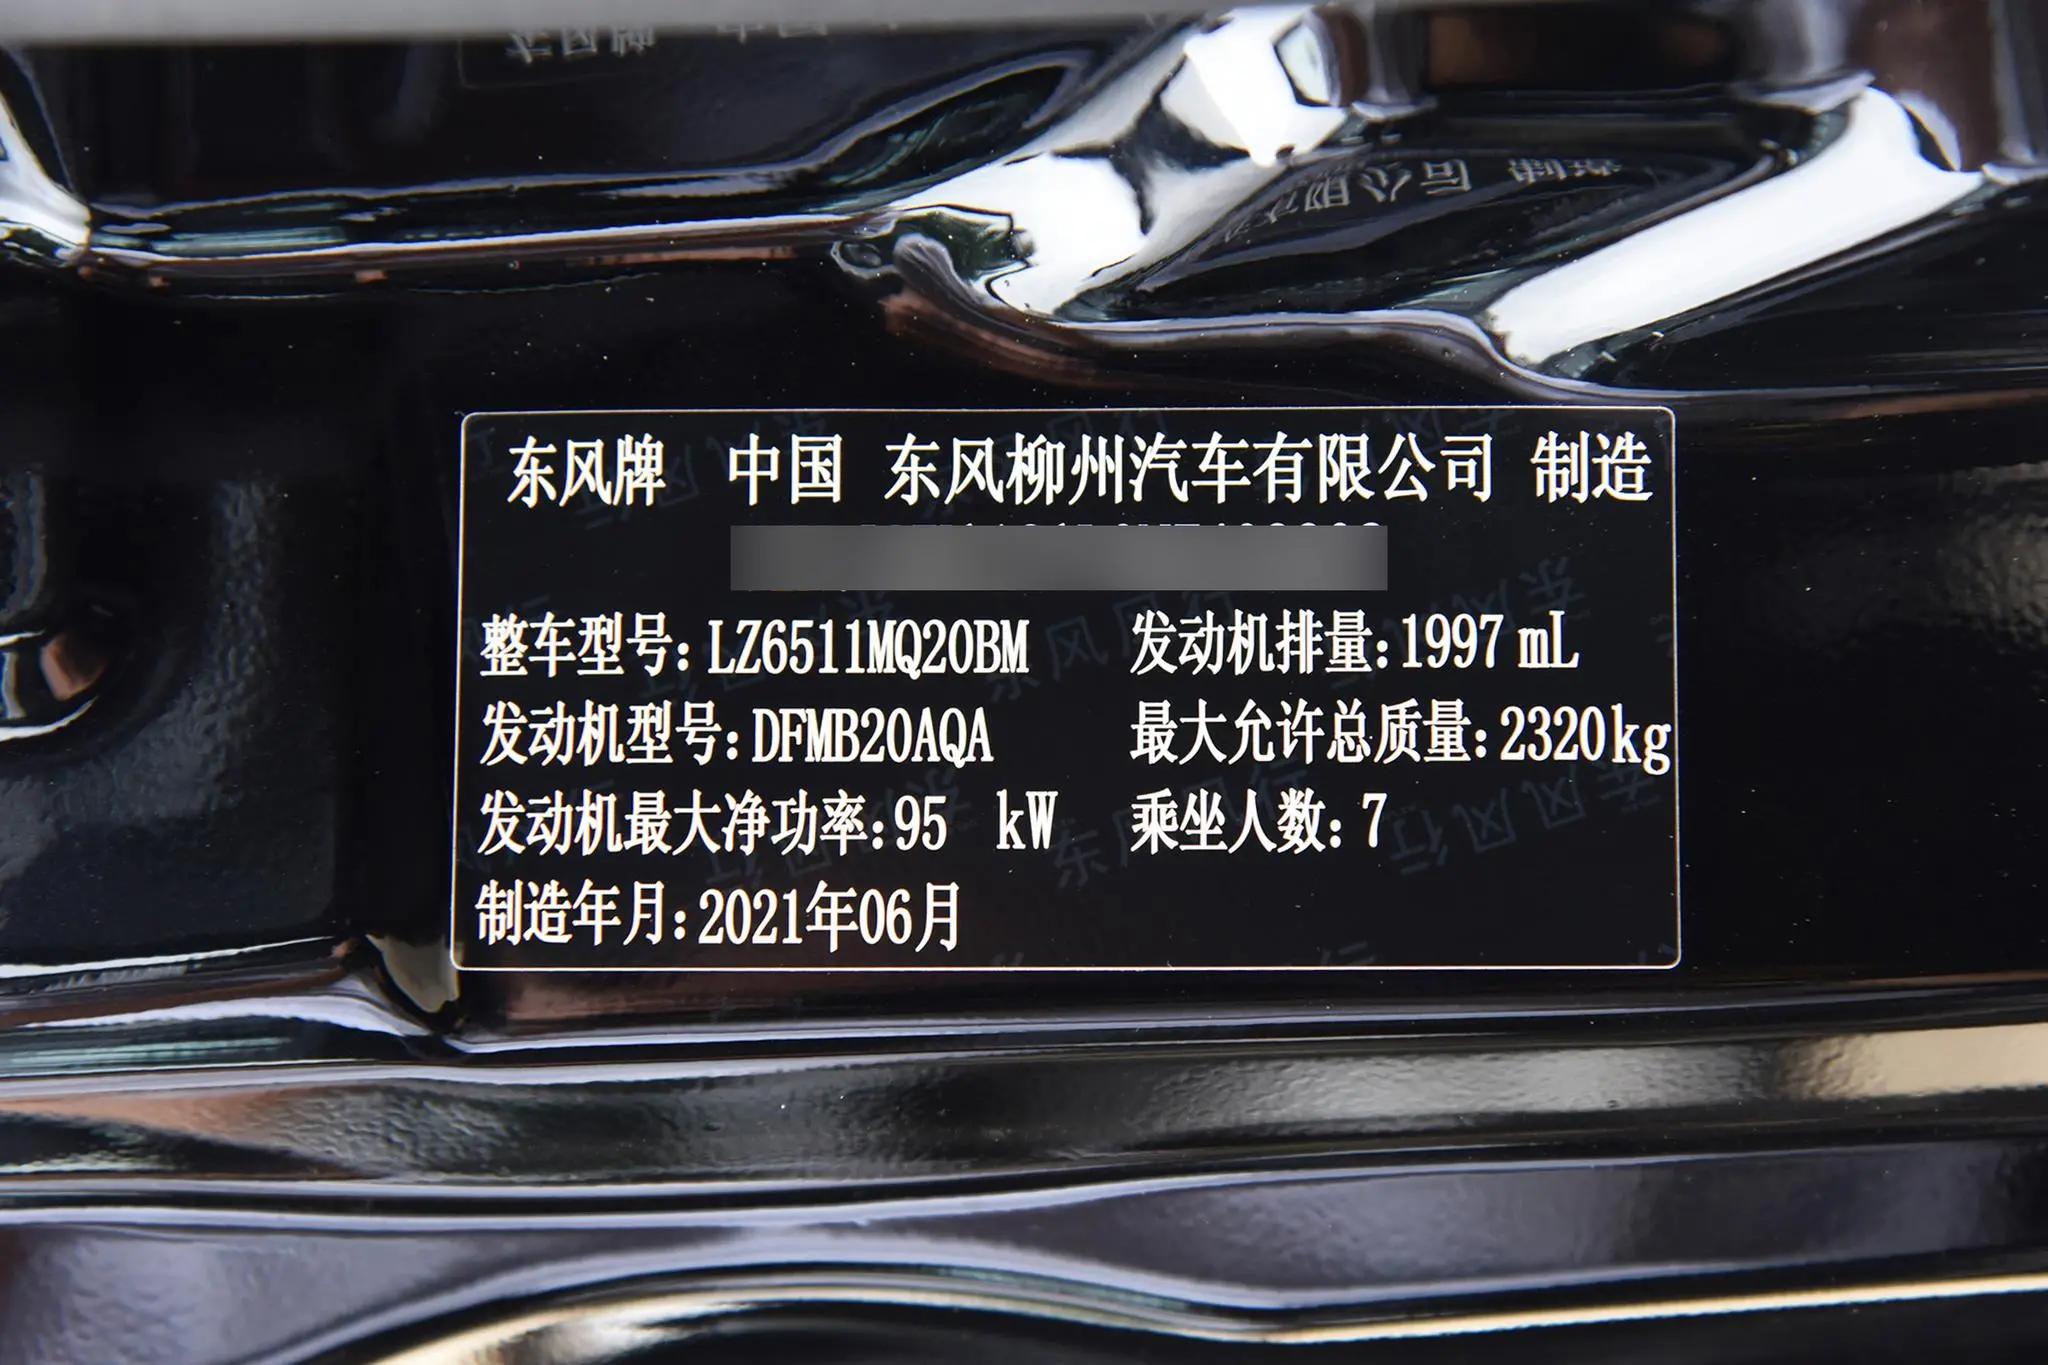 东风牌 中国 东风柳州汽车有限公司 制造
整车型号:LZ6511MQ20BM 发动机排量:1997 mL
发动机型号:DFMB20AQA 最大允许总质量:2320kg
发动机最大净功率:95 kW 乘坐人数:7
制造年月:2021年06月